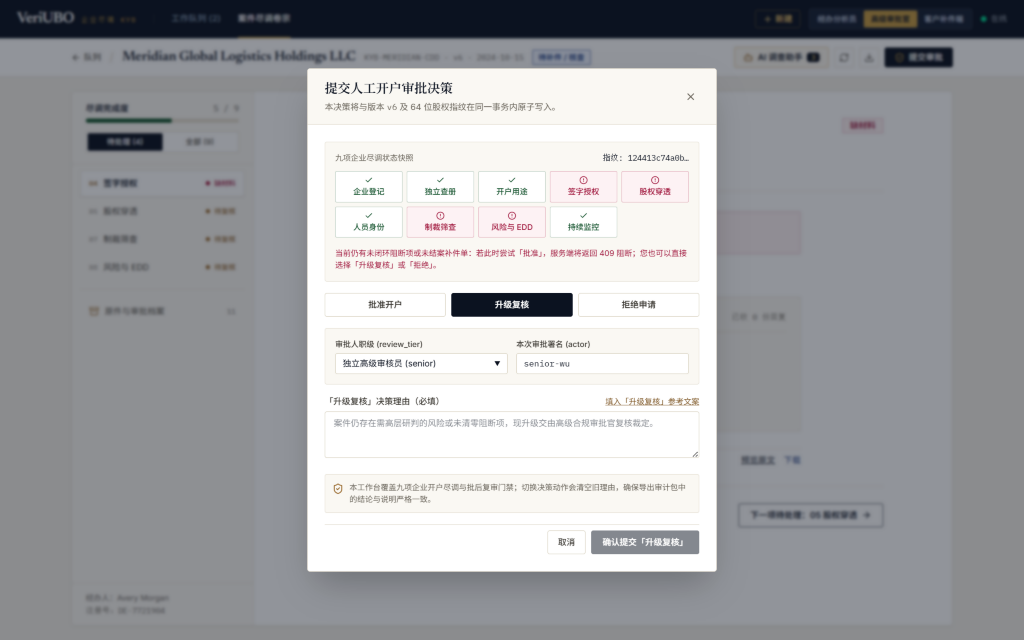 VeriUBO
工作队列 (2)
Meridian Global Logistics Holdings LLC
提交人工开户审批决策
本决策将与版本 v6 及 64 位股权指纹在同一事务内原子写入。
九项企业尽调状态快照
指纹: 124413c74a0b…
企业登记
独立查册
开户用途
签字授权
股权穿透
人员身份
制裁筛查
风险与 EDD
持续监控
当前仍有未闭环阻断项或未结案补件单：若此时尝试「批准」，服务端将返回 409 阻断；您也可以直接
选择「升级复核」或「拒绝」。
批准开户
升级复核
拒绝申请
审批人职级 (review_tier)
本次审批署名 (actor)
独立高级审核员 (senior)
senior-wu
「升级复核」决策理由（必填）
填入「升级复核」参考文案
案件仍存在需高层研判的风险或未清零阻断项，现升级交由高级合规审批官复核裁定。
本工作台覆盖九项企业开户尽调与批后复审门禁；切换决策动作会清空旧理由，确保导出审计包中
的结论与说明严格一致。
取消
确认提交「升级复核」